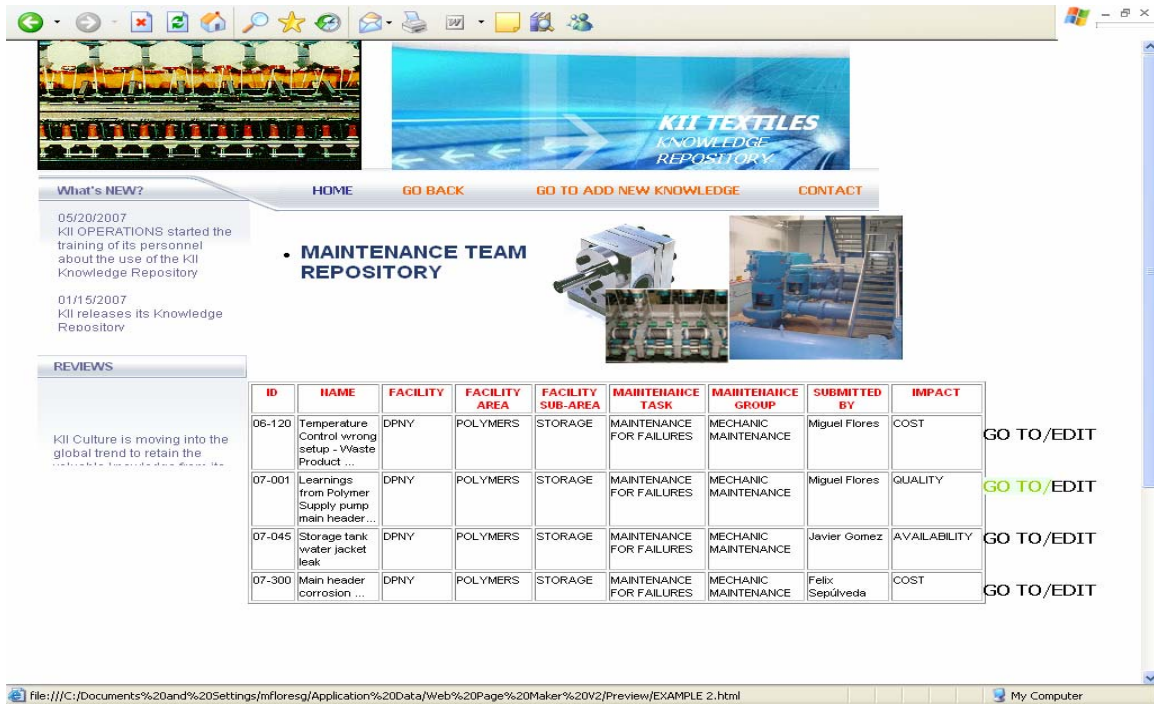 KII TEXTILES
KNOWLEDGE
REPOSITORY
What's NEW?
HOME GO BACK GO TO ADD NEW KNOWLEDGE CONTACT
05/20/2007
KII OPERATIONS started the
training of its personnel
about the use of the KII
Knowledge Repository
01/15/2007
KII releases its Knowledge
Repository
• MAINTENANCE TEAM
REPOSITORY
REVIEWS
KII Culture is moving into the
global trend to retain the
valuable knowledge from its
ID NAME FACILITY FACILITY AREA FACILITY SUB-AREA MAINTENANCE TASK MAINTENANCE GROUP SUBMITTED BY IMPACT
06-120 Temperature Control wrong setup - Waste Product ... DPNY POLYMERS STORAGE MAINTENANCE FOR FAILURES MECHANIC MAINTENANCE Miguel Flores COST GO TO/EDIT
07-001 Learnings from Polymer Supply pump main header... DPNY POLYMERS STORAGE MAINTENANCE FOR FAILURES MECHANIC MAINTENANCE Miguel Flores QUALITY GO TO/EDIT
07-045 Storage tank water jacket leak DPNY POLYMERS STORAGE MAINTENANCE FOR FAILURES MECHANIC MAINTENANCE Javier Gomez AVAILABILITY GO TO/EDIT
07-300 Main header corrosion ... DPNY POLYMERS STORAGE MAINTENANCE FOR FAILURES MECHANIC MAINTENANCE Felix Sepúlveda COST GO TO/EDIT
file:///C:/Documents%20and%20Settings/mfloresg/Application%20Data/Web%20Page%20Maker%20V2/Preview/EXAMPLE 2.html My Computer